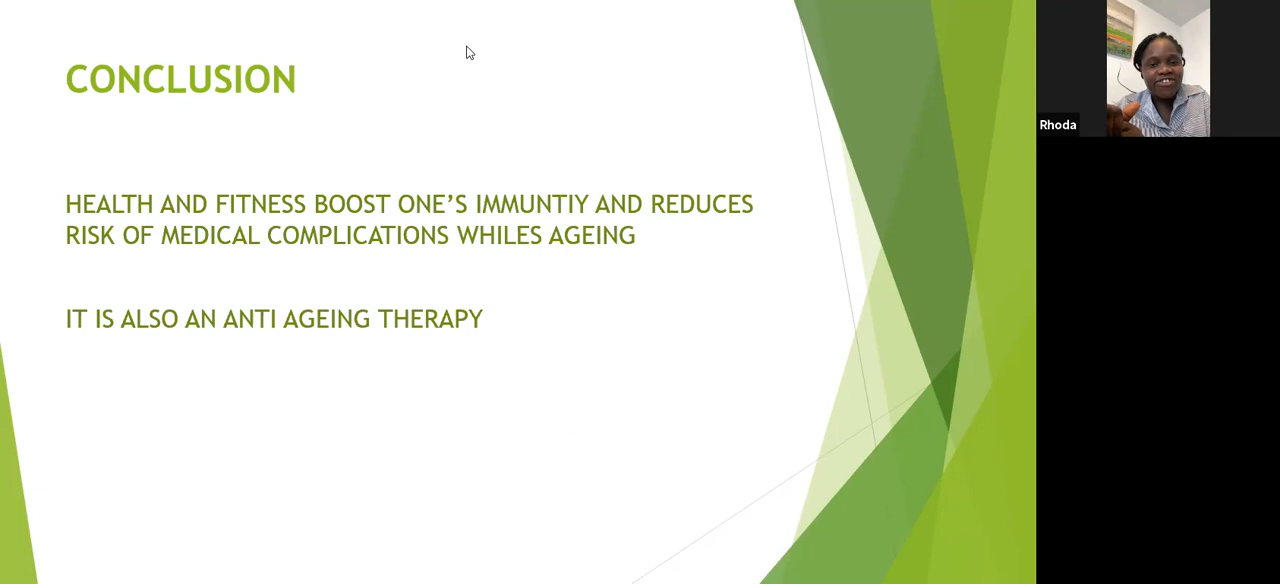 CONCLUSION
HEALTH AND FITNESS BOOST ONE’S IMMUNTIY AND REDUCES
RISK OF MEDICAL COMPLICATIONS WHILES AGEING
IT IS ALSO AN ANTI AGEING THERAPY
Rhoda